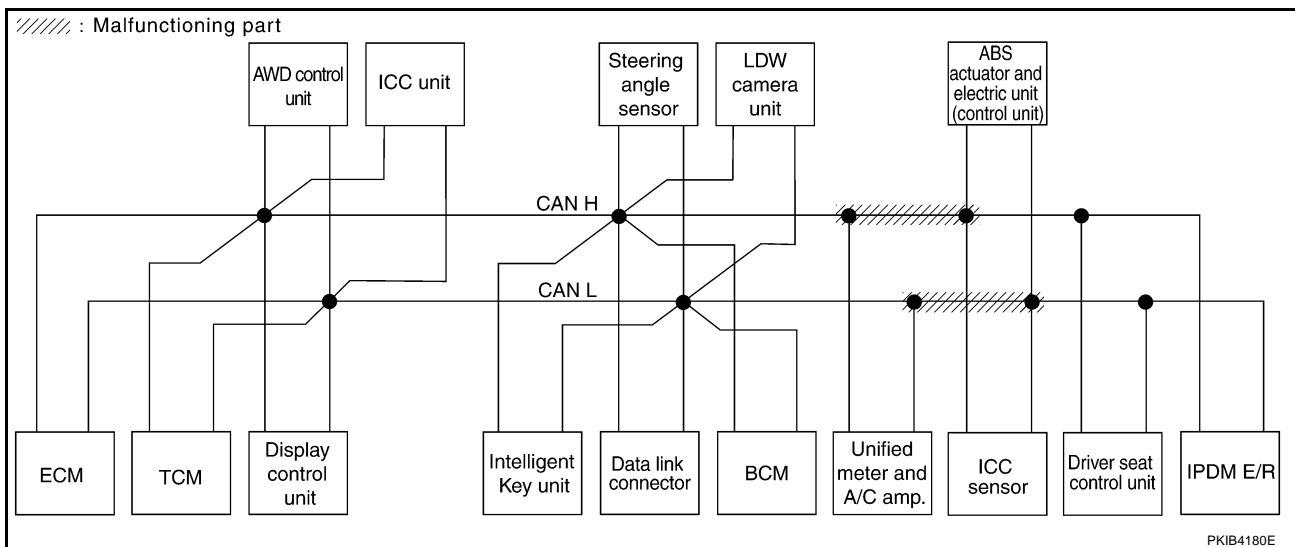 : Malfunctioning part
AWD control
unit
ICC unit
Steering
angle
sensor
LDW
camera
unit
ABS
actuator and
electric unit
(control unit)
CAN H
CAN L
ECM
TCM
Display
control
unit
Intelligent
Key unit
Data link
connector
BCM
Unified
meter and
A/C amp.
ICC
sensor
Driver seat
control unit
IPDM E/R
PKIB4180E